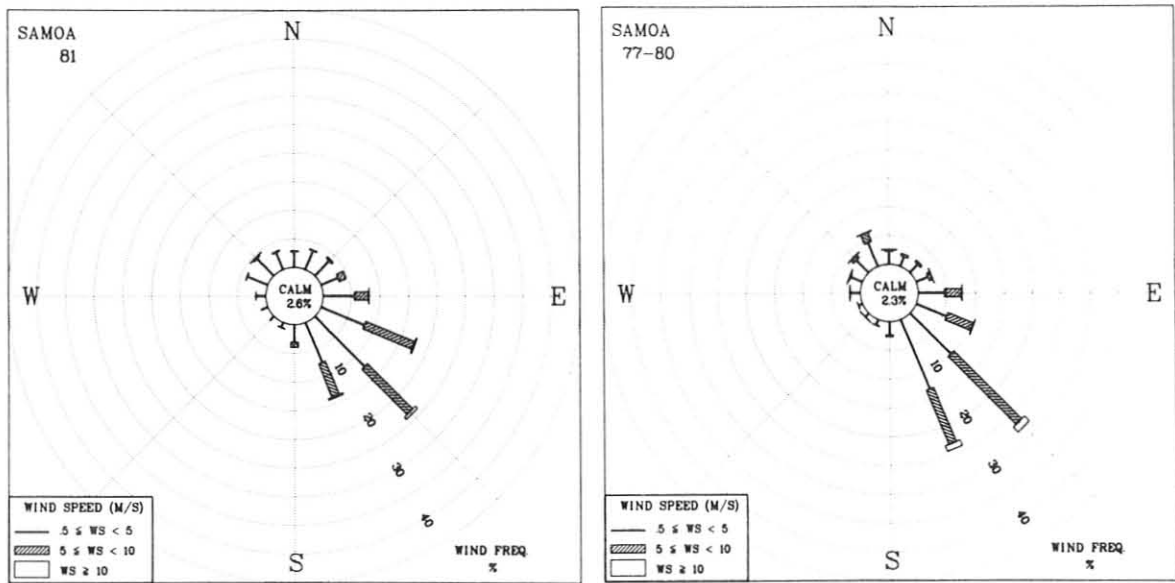 SAMOA
81
N
W
CALM
2.6%
E
10
20
30
40
S
WIND SPEED (M/S)
.5 ≤ WS < 5
5 ≤ WS < 10
WS ≥ 10
WIND FREQ.
%
SAMOA
77-80
N
W
CALM
2.3%
E
10
20
30
40
S
WIND SPEED (M/S)
.5 ≤ WS < 5
5 ≤ WS < 10
WS ≥ 10
WIND FREQ.
%